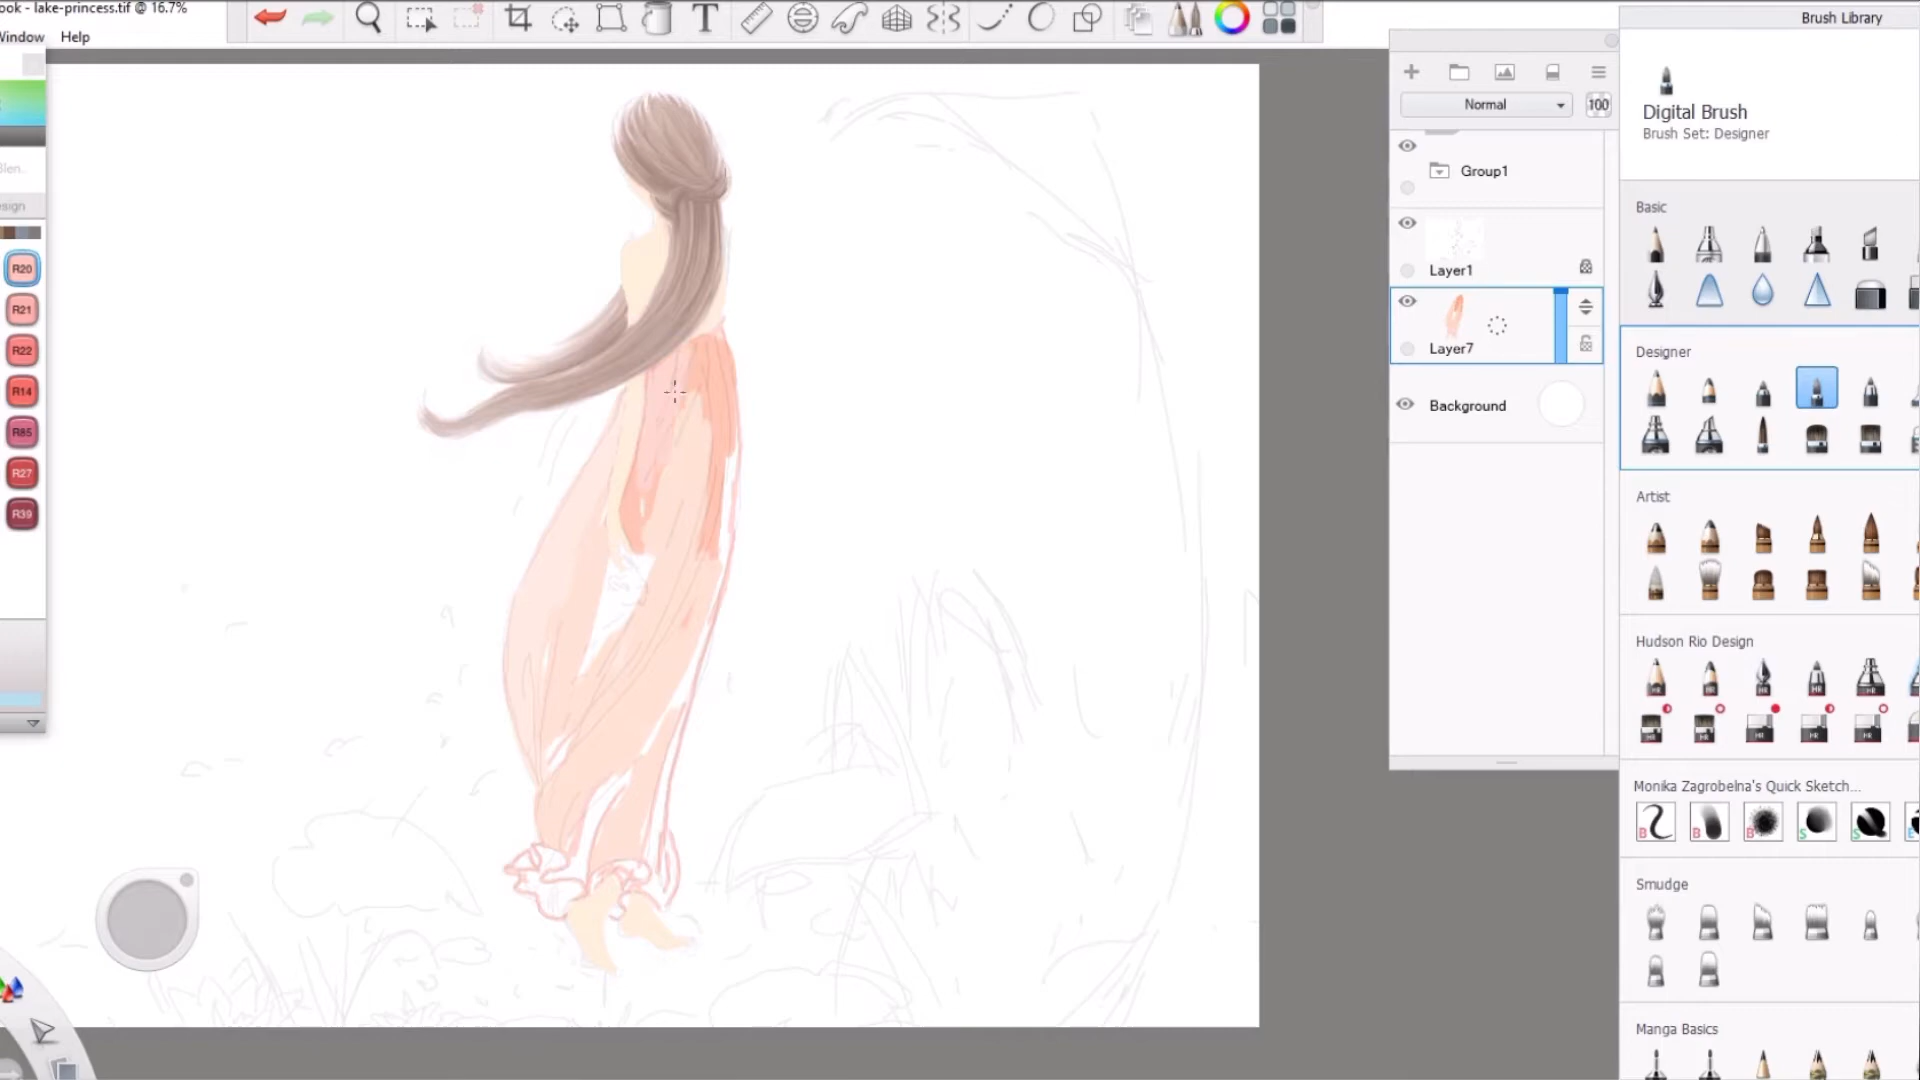 ook - lake-princess.tif @ 16.7%
Window Help
Blen..
esign
R20
R21
R22
R14
R85
R27
R39
Normal
100
Group1
Layer1
Layer7
Background
Brush Library
Digital Brush
Brush Set: Designer
Basic
Designer
Artist
Hudson Rio Design
Monika Zagrobelna's Quick Sketch...
Smudge
Manga Basics